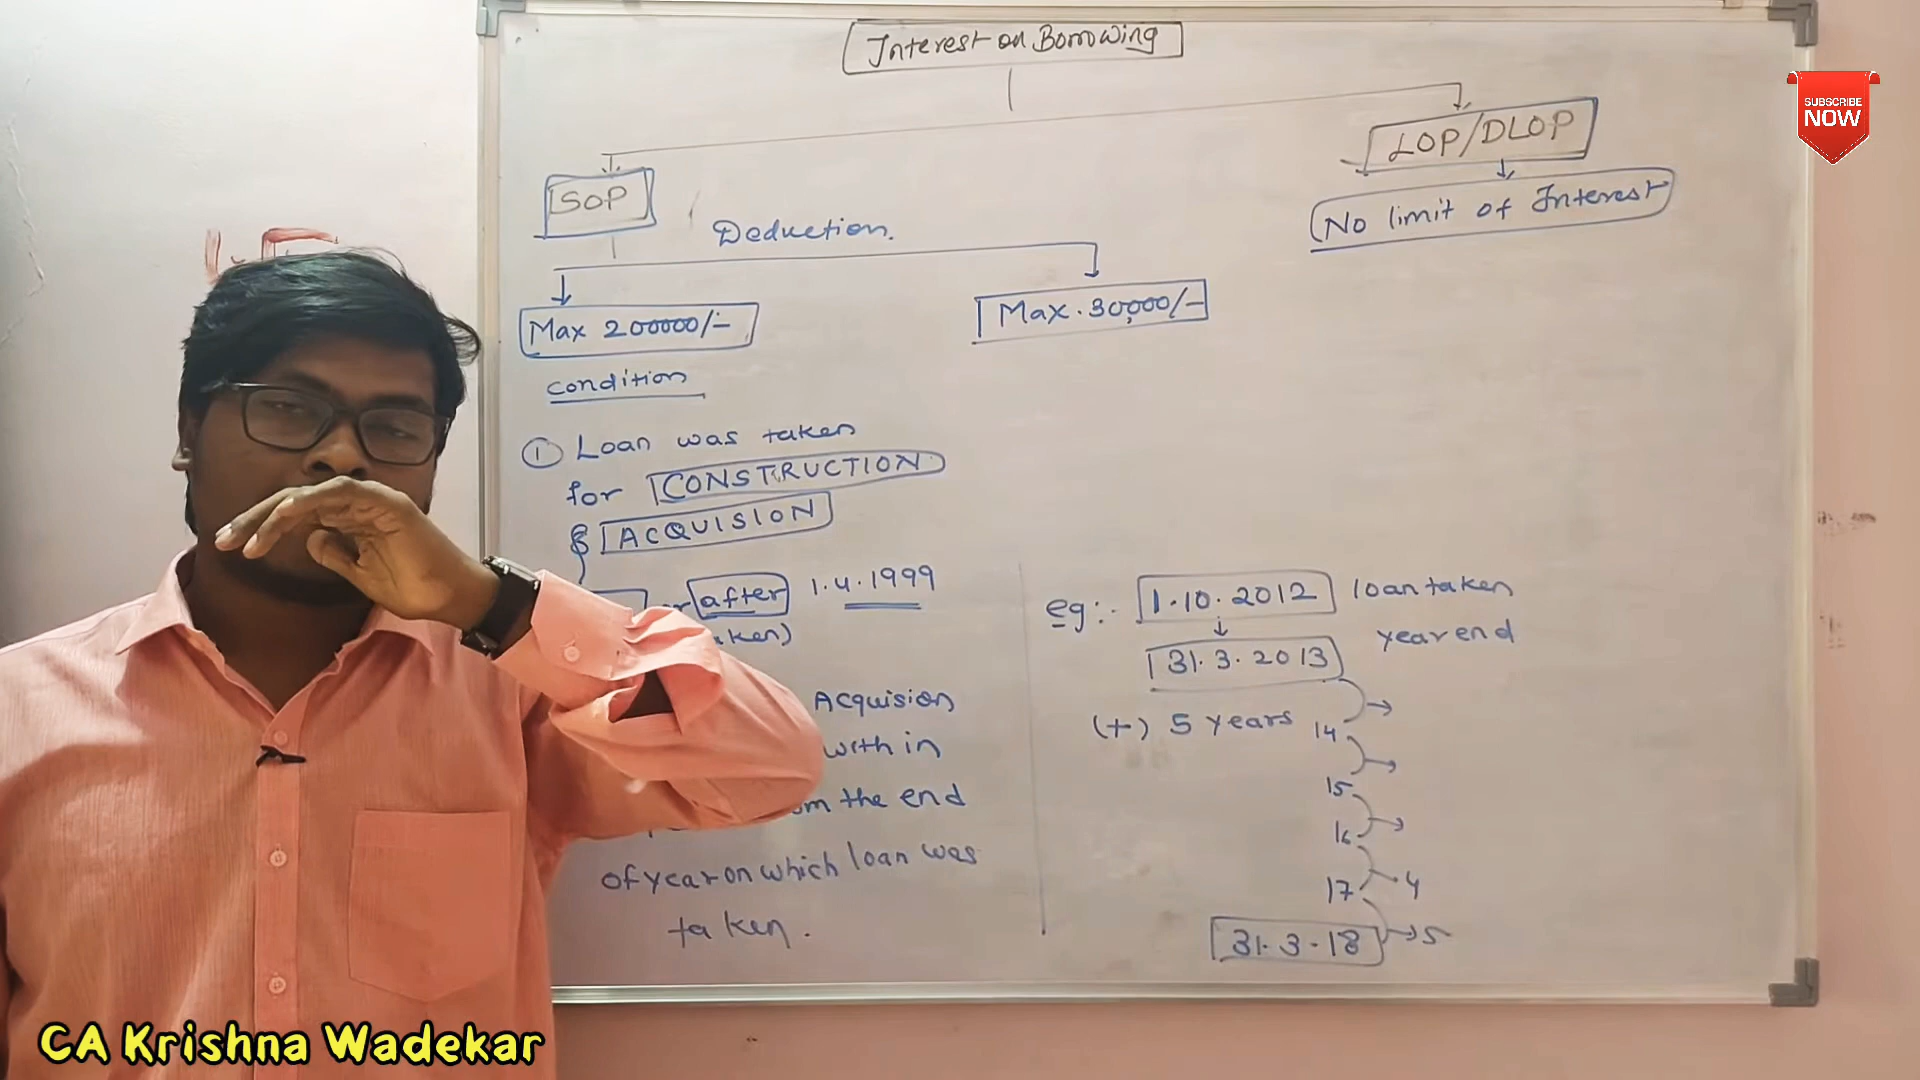 Interest on Borrowing
SOP
LOP/DLOP
No limit of Interest
Deduction.
Max 200000/-
Max. 30,000/-
condition
① Loan was taken
for CONSTRUCTION
& ACQUISION
after 1.4.1999
Acquision
with in
the end
of year on which loan was
taken.
eg:- 1.10.2012 loan taken
31.3.2013 year end
(+) 5 years
14
15
16
17 4
31.3-18 5
SUBSCRIBE
NOW
CA Krishna Wadekar